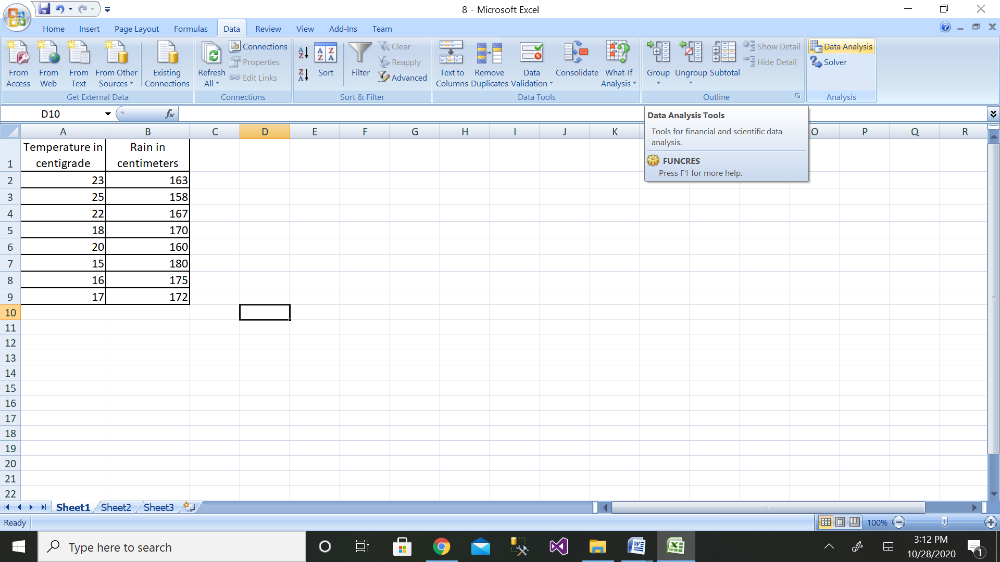 8 - Microsoft Excel
Home Insert Page Layout Formulas Data Review View Add-Ins Team
From Access
From Web
From Text
From Other Sources
Existing Connections
Get External Data
Refresh All
Connections
Properties
Edit Links
Connections
Sort
Filter
Clear
Reapply
Advanced
Sort & Filter
Text to Columns
Remove Duplicates
Data Validation
Consolidate
What-If Analysis
Data Tools
Group
Ungroup
Subtotal
Show Detail
Hide Detail
Outline
Data Analysis
Solver
Analysis
D10
fx
Data Analysis Tools
Tools for financial and scientific data
analysis.
FUNCRES
Press F1 for more help.
A B C D E F G H I J K O P Q R
1 Temperature in centigrade Rain in centimeters
2 23 163
3 25 158
4 22 167
5 18 170
6 20 160
7 15 180
8 16 175
9 17 172
10
11
12
13
14
15
16
17
18
19
20
21
22
Sheet1 Sheet2 Sheet3
Ready
100%
Type here to search
3:12 PM
10/28/2020
1